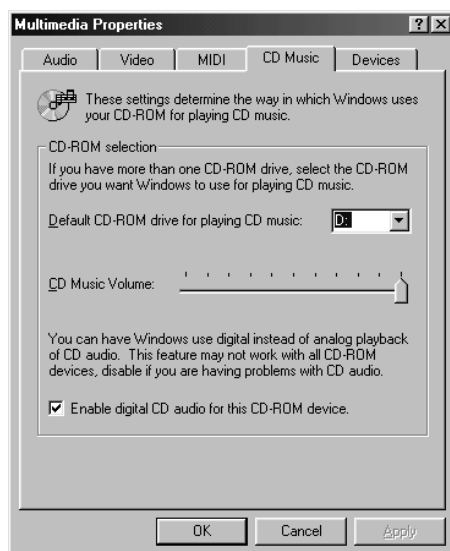 Multimedia Properties
Audio
Video
MIDI
CD Music
Devices
These settings determine the way in which Windows uses
your CD-ROM for playing CD music.
CD-ROM selection
If you have more than one CD-ROM drive, select the CD-ROM
drive you want Windows to use for playing CD music.
Default CD-ROM drive for playing CD music:
D:
CD Music Volume:
You can have Windows use digital instead of analog playback
of CD audio. This feature may not work with all CD-ROM
devices, disable if you are having problems with CD audio.
Enable digital CD audio for this CD-ROM device.
OK
Cancel
Apply